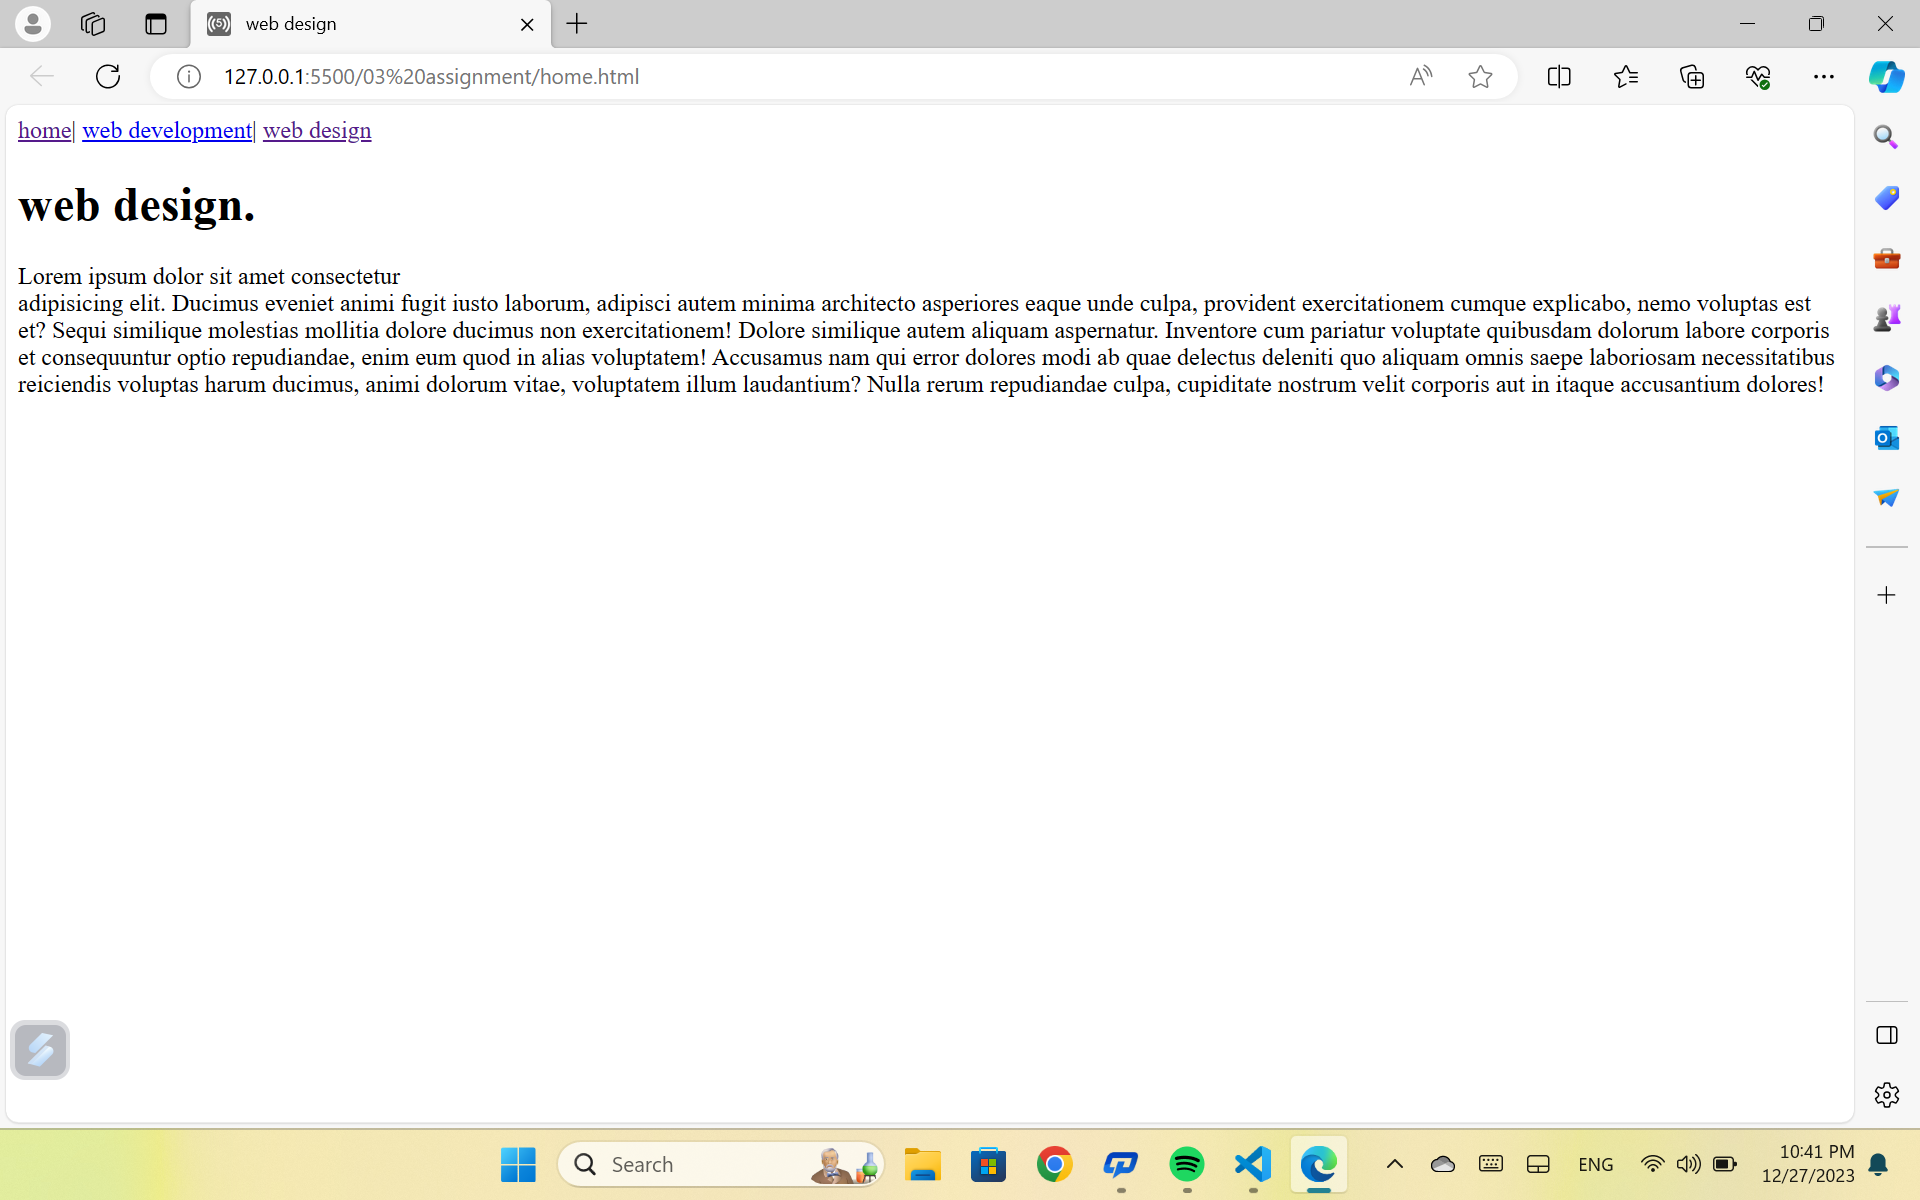 web design
127.0.0.1:5500/03%20assignment/home.html
home| web development| web design
web design.
Lorem ipsum dolor sit amet consectetur
adipisicing elit. Ducimus eveniet animi fugit iusto laborum, adipisci autem minima architecto asperiores eaque unde culpa, provident exercitationem cumque explicabo, nemo voluptas est
et? Sequi similique molestias mollitia dolore ducimus non exercitationem! Dolore similique autem aliquam aspernatur. Inventore cum pariatur voluptate quibusdam dolorum labore corporis
et consequuntur optio repudiandae, enim eum quod in alias voluptatem! Accusamus nam qui error dolores modi ab quae delectus deleniti quo aliquam omnis saepe laboriosam necessitatibus
reiciendis voluptas harum ducimus, animi dolorum vitae, voluptatem illum laudantium? Nulla rerum repudiandae culpa, cupiditate nostrum velit corporis aut in itaque accusantium dolores!
Search
ENG
10:41 PM
12/27/2023